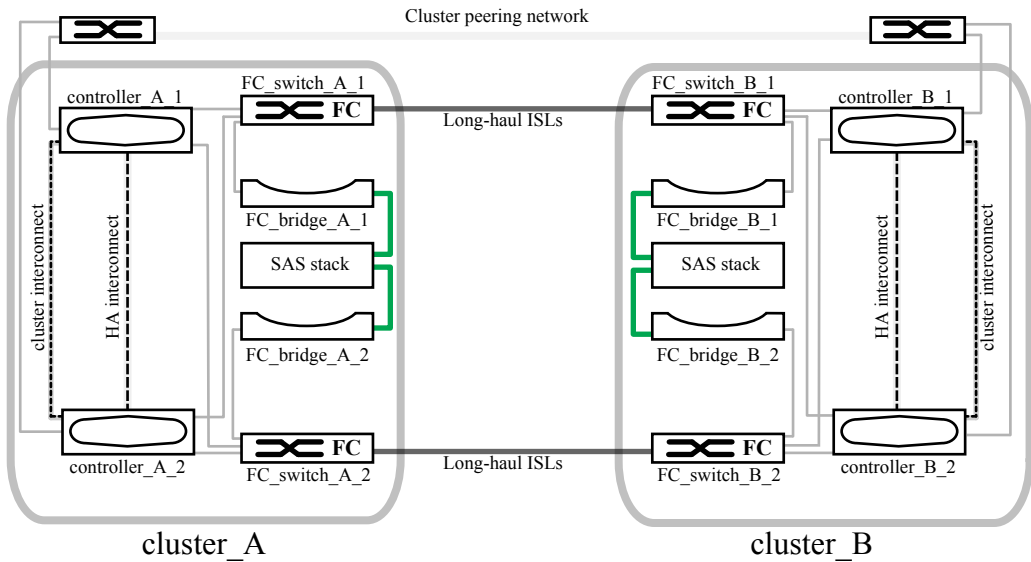 Cluster peering network
FC_switch_A_1
FC_switch_B_1
controller_A_1
controller_B_1
FC
FC
Long-haul ISLs
FC_bridge_A_1
FC_bridge_B_1
cluster interconnect
HA interconnect
SAS stack
SAS stack
HA interconnect
cluster interconnect
FC_bridge_A_2
FC_bridge_B_2
FC
FC
Long-haul ISLs
controller_A_2
FC_switch_A_2
FC_switch_B_2
controller_B_2
cluster_A
cluster_B